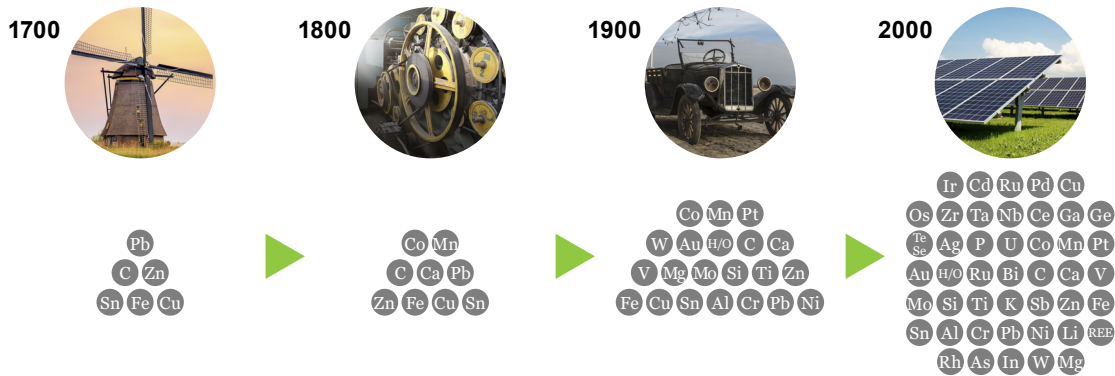 1700
1800
1900
2000
Pb
C Zn
Sn Fe Cu
Co Mn
C Ca Pb
Zn Fe Cu Sn
Co Mn Pt
W Au H/O C Ca
V Mg Mo Si Ti Zn
Fe Cu Sn Al Cr Pb Ni
Ir Cd Ru Pd Cu
Os Zr Ta Nb Ce Ga Ge
Te Se Ag P U Co Mn Pt
Au H/O Ru Bi C Ca V
Mo Si Ti K Sb Zn Fe
Sn Al Cr Pb Ni Li REE
Rh As In W Mg